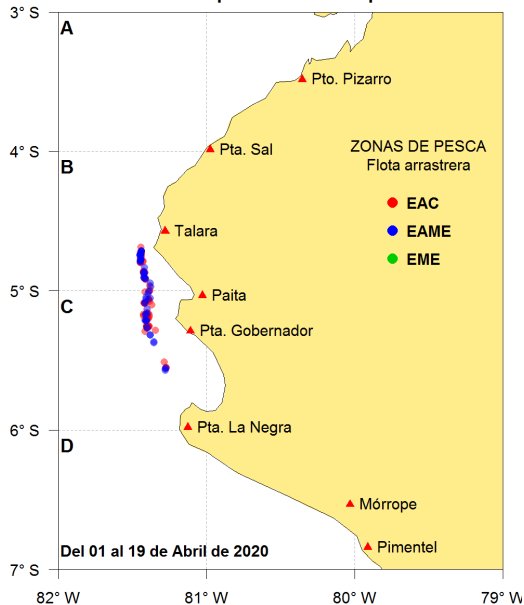 3° S
A
Pto. Pizarro
ZONAS DE PESCA
Flota arrastrera
4° S
Pta. Sal
B
EAC
Talara
EAME
EME
5° S
Paita
C
Pta. Gobernador
6° S
Pta. La Negra
D
Mórrope
Pimentel
Del 01 al 19 de Abril de 2020
7° S
82° W
81° W
80° W
79° W